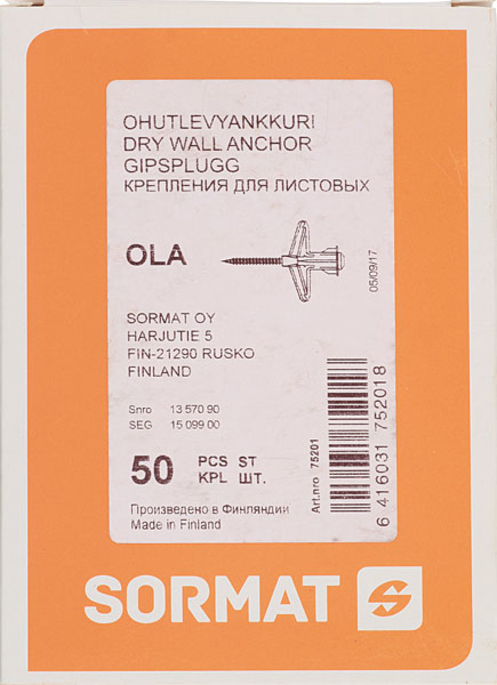 OHUTLEVYANKKURI
DRY WALL ANCHOR
GIPSPLUGG
КРЕПЛЕНИЯ ДЛЯ ЛИСТОВЫХ
OLA
05/09/17
SORMAT OY
HARJUTIE 5
FIN-21290 RUSKO
FINLAND
Snro 13 570 90
SEG 15 099 00
50 PCS ST
KPL ШТ.
Art.nro 75201
6 416031 752018
Произведено в Финляндии
Made in Finland
SORMAT S